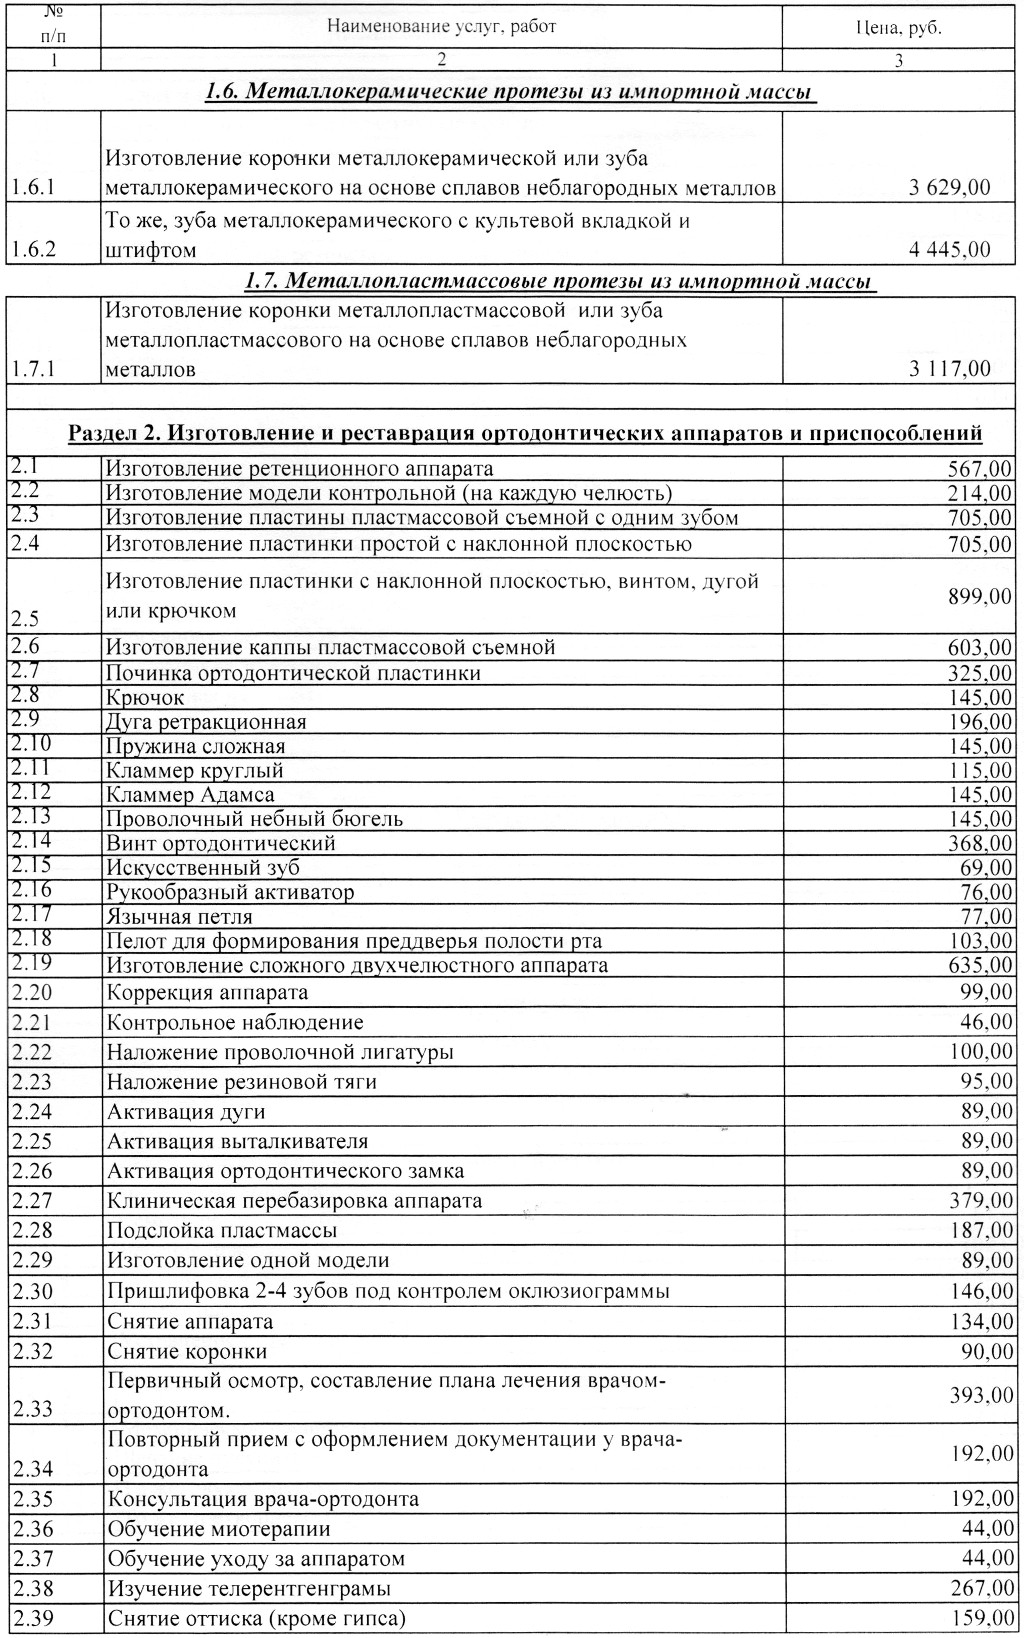 №
п/п
Наименование услуг, работ
Цена, руб.
1
2
3
1.6. Металлокерамические протезы из импортной массы
Изготовление коронки металлокерамической или зуба
1.6.1 металлокерамического на основе сплавов неблагородных металлов 3 629,00
То же, зуба металлокерамического с культевой вкладкой и
1.6.2 штифтом 4 445,00
1.7. Металлопластмассовые протезы из импортной массы
Изготовление коронки металлопластмассовой или зуба
металлопластмассового на основе сплавов неблагородных
1.7.1 металлов 3 117,00
Раздел 2. Изготовление и реставрация ортодонтических аппаратов и приспособлений
2.1 Изготовление ретенционного аппарата 567,00
2.2 Изготовление модели контрольной (на каждую челюсть) 214,00
2.3 Изготовление пластины пластмассовой съемной с одним зубом 705,00
2.4 Изготовление пластинки простой с наклонной плоскостью 705,00
Изготовление пластинки с наклонной плоскостью, винтом, дугой
2.5 или крючком 899,00
2.6 Изготовление каппы пластмассовой съемной 603,00
2.7 Починка ортодонтической пластинки 325,00
2.8 Крючок 145,00
2.9 Дуга ретракционная 196,00
2.10 Пружина сложная 145,00
2.11 Кламмер круглый 115,00
2.12 Кламмер Адамса 145,00
2.13 Проволочный небный бюгель 145,00
2.14 Винт ортодонтический 368,00
2.15 Искусственный зуб 69,00
2.16 Рукообразный активатор 76,00
2.17 Язычная петля 77,00
2.18 Пелот для формирования преддверья полости рта 103,00
2.19 Изготовление сложного двухчелюстного аппарата 635,00
2.20 Коррекция аппарата 99,00
2.21 Контрольное наблюдение 46,00
2.22 Наложение проволочной лигатуры 100,00
2.23 Наложение резиновой тяги 95,00
2.24 Активация дуги 89,00
2.25 Активация выталкивателя 89,00
2.26 Активация ортодонтического замка 89,00
2.27 Клиническая перебазировка аппарата 379,00
2.28 Подслойка пластмассы 187,00
2.29 Изготовление одной модели 89,00
2.30 Пришлифовка 2-4 зубов под контролем оклюзиограммы 146,00
2.31 Снятие аппарата 134,00
2.32 Снятие коронки 90,00
Первичный осмотр, составление плана лечения врачом-
2.33 ортодонтом. 393,00
Повторный прием с оформлением документации у врача-
2.34 ортодонта 192,00
2.35 Консультация врача-ортодонта 192,00
2.36 Обучение миотерапии 44,00
2.37 Обучение уходу за аппаратом 44,00
2.38 Изучение телерентгенграмы 267,00
2.39 Снятие оттиска (кроме гипса) 159,00